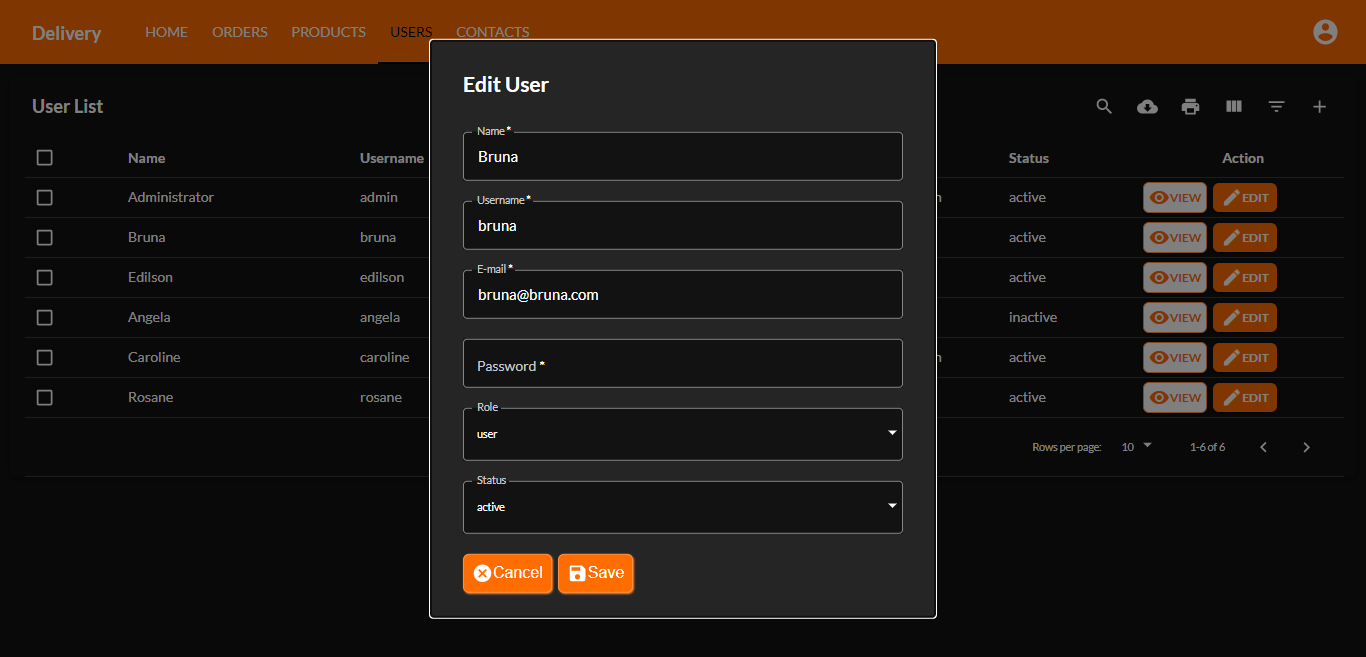 Delivery HOME ORDERS PRODUCTS USERS CONTACTS
User List
Name Username Status Action
Administrator admin active VIEW EDIT
Bruna bruna active VIEW EDIT
Edilson edilson active VIEW EDIT
Angela angela inactive VIEW EDIT
Caroline caroline active VIEW EDIT
Rosane rosane active VIEW EDIT
Rows per page: 10 1-6 of 6
Edit User
Name *
Bruna
Username *
bruna
E-mail *
bruna@bruna.com
Password *
Role
user
Status
active
Cancel Save